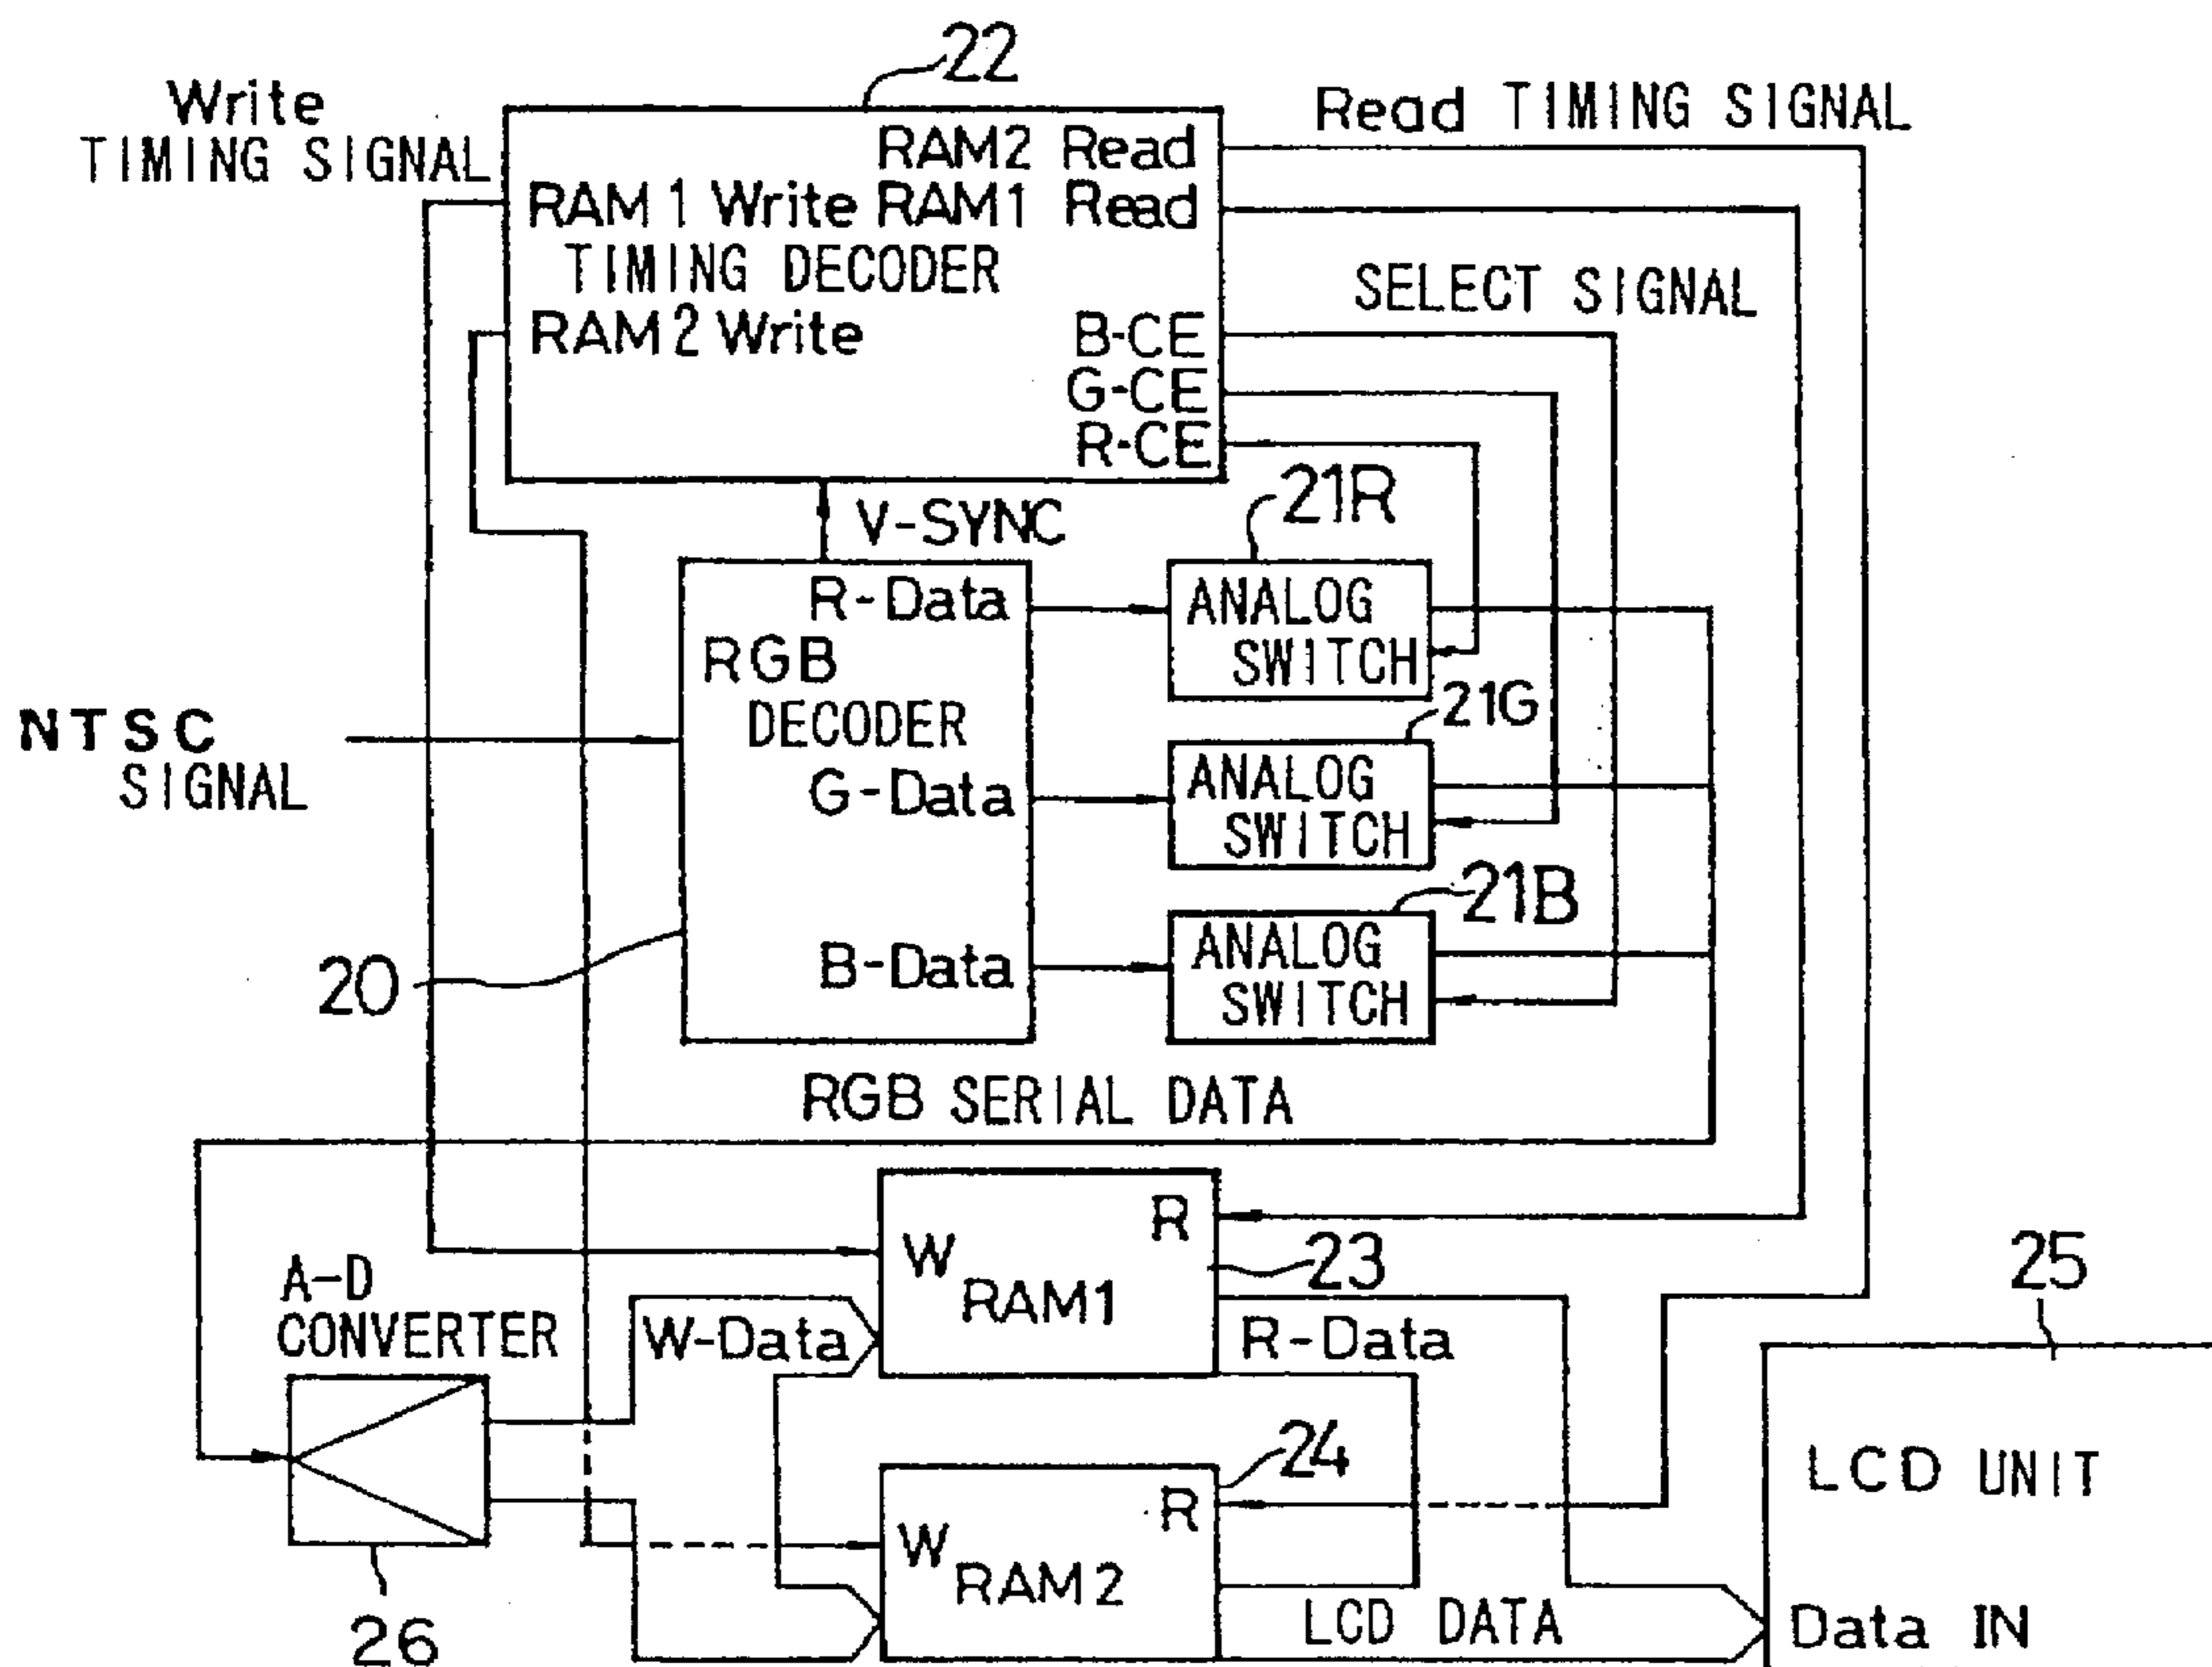 22
Write
TIMING SIGNAL
Read TIMING SIGNAL
RAM2 Read
RAM1 Write RAM1 Read
TIMING DECODER
RAM2 Write
SELECT SIGNAL
B-CE
G-CE
R-CE
V-SYNC
21R
R-Data
ANALOG
SWITCH
RGB
DECODER
NTSC
SIGNAL
21G
G-Data
ANALOG
SWITCH
21B
B-Data
ANALOG
SWITCH
20
RGB SERIAL DATA
R
W
RAM1
23
25
A-D
CONVERTER
W-Data
R-Data
24
R
W
RAM2
LCD UNIT
26
LCD DATA
Data IN